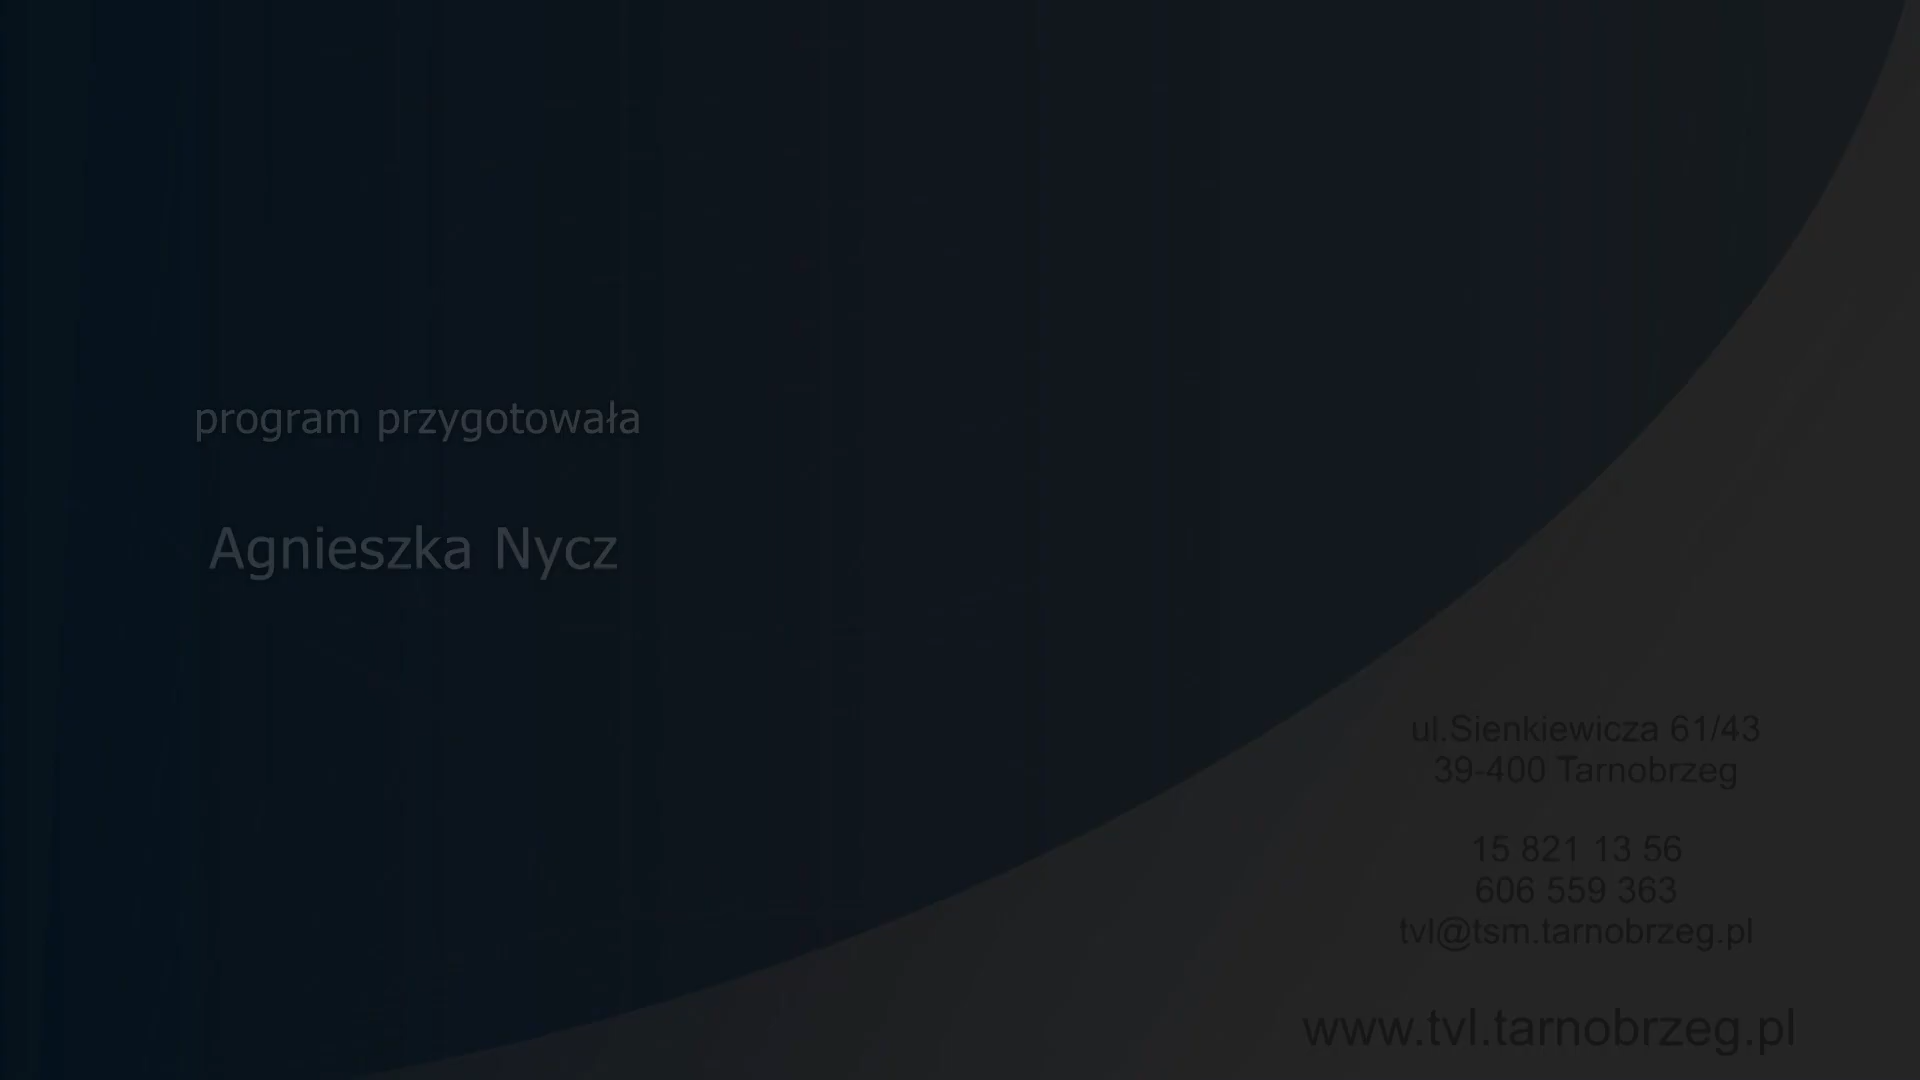 program przygotowała
Agnieszka Nycz
ul.Sienkiewicza 61/43
39-400 Tarnobrzeg
15 821 13 56
606 559 363
tvl@tsm.tarnobrzeg.pl
www.tvl.tarnobrzeg.pl